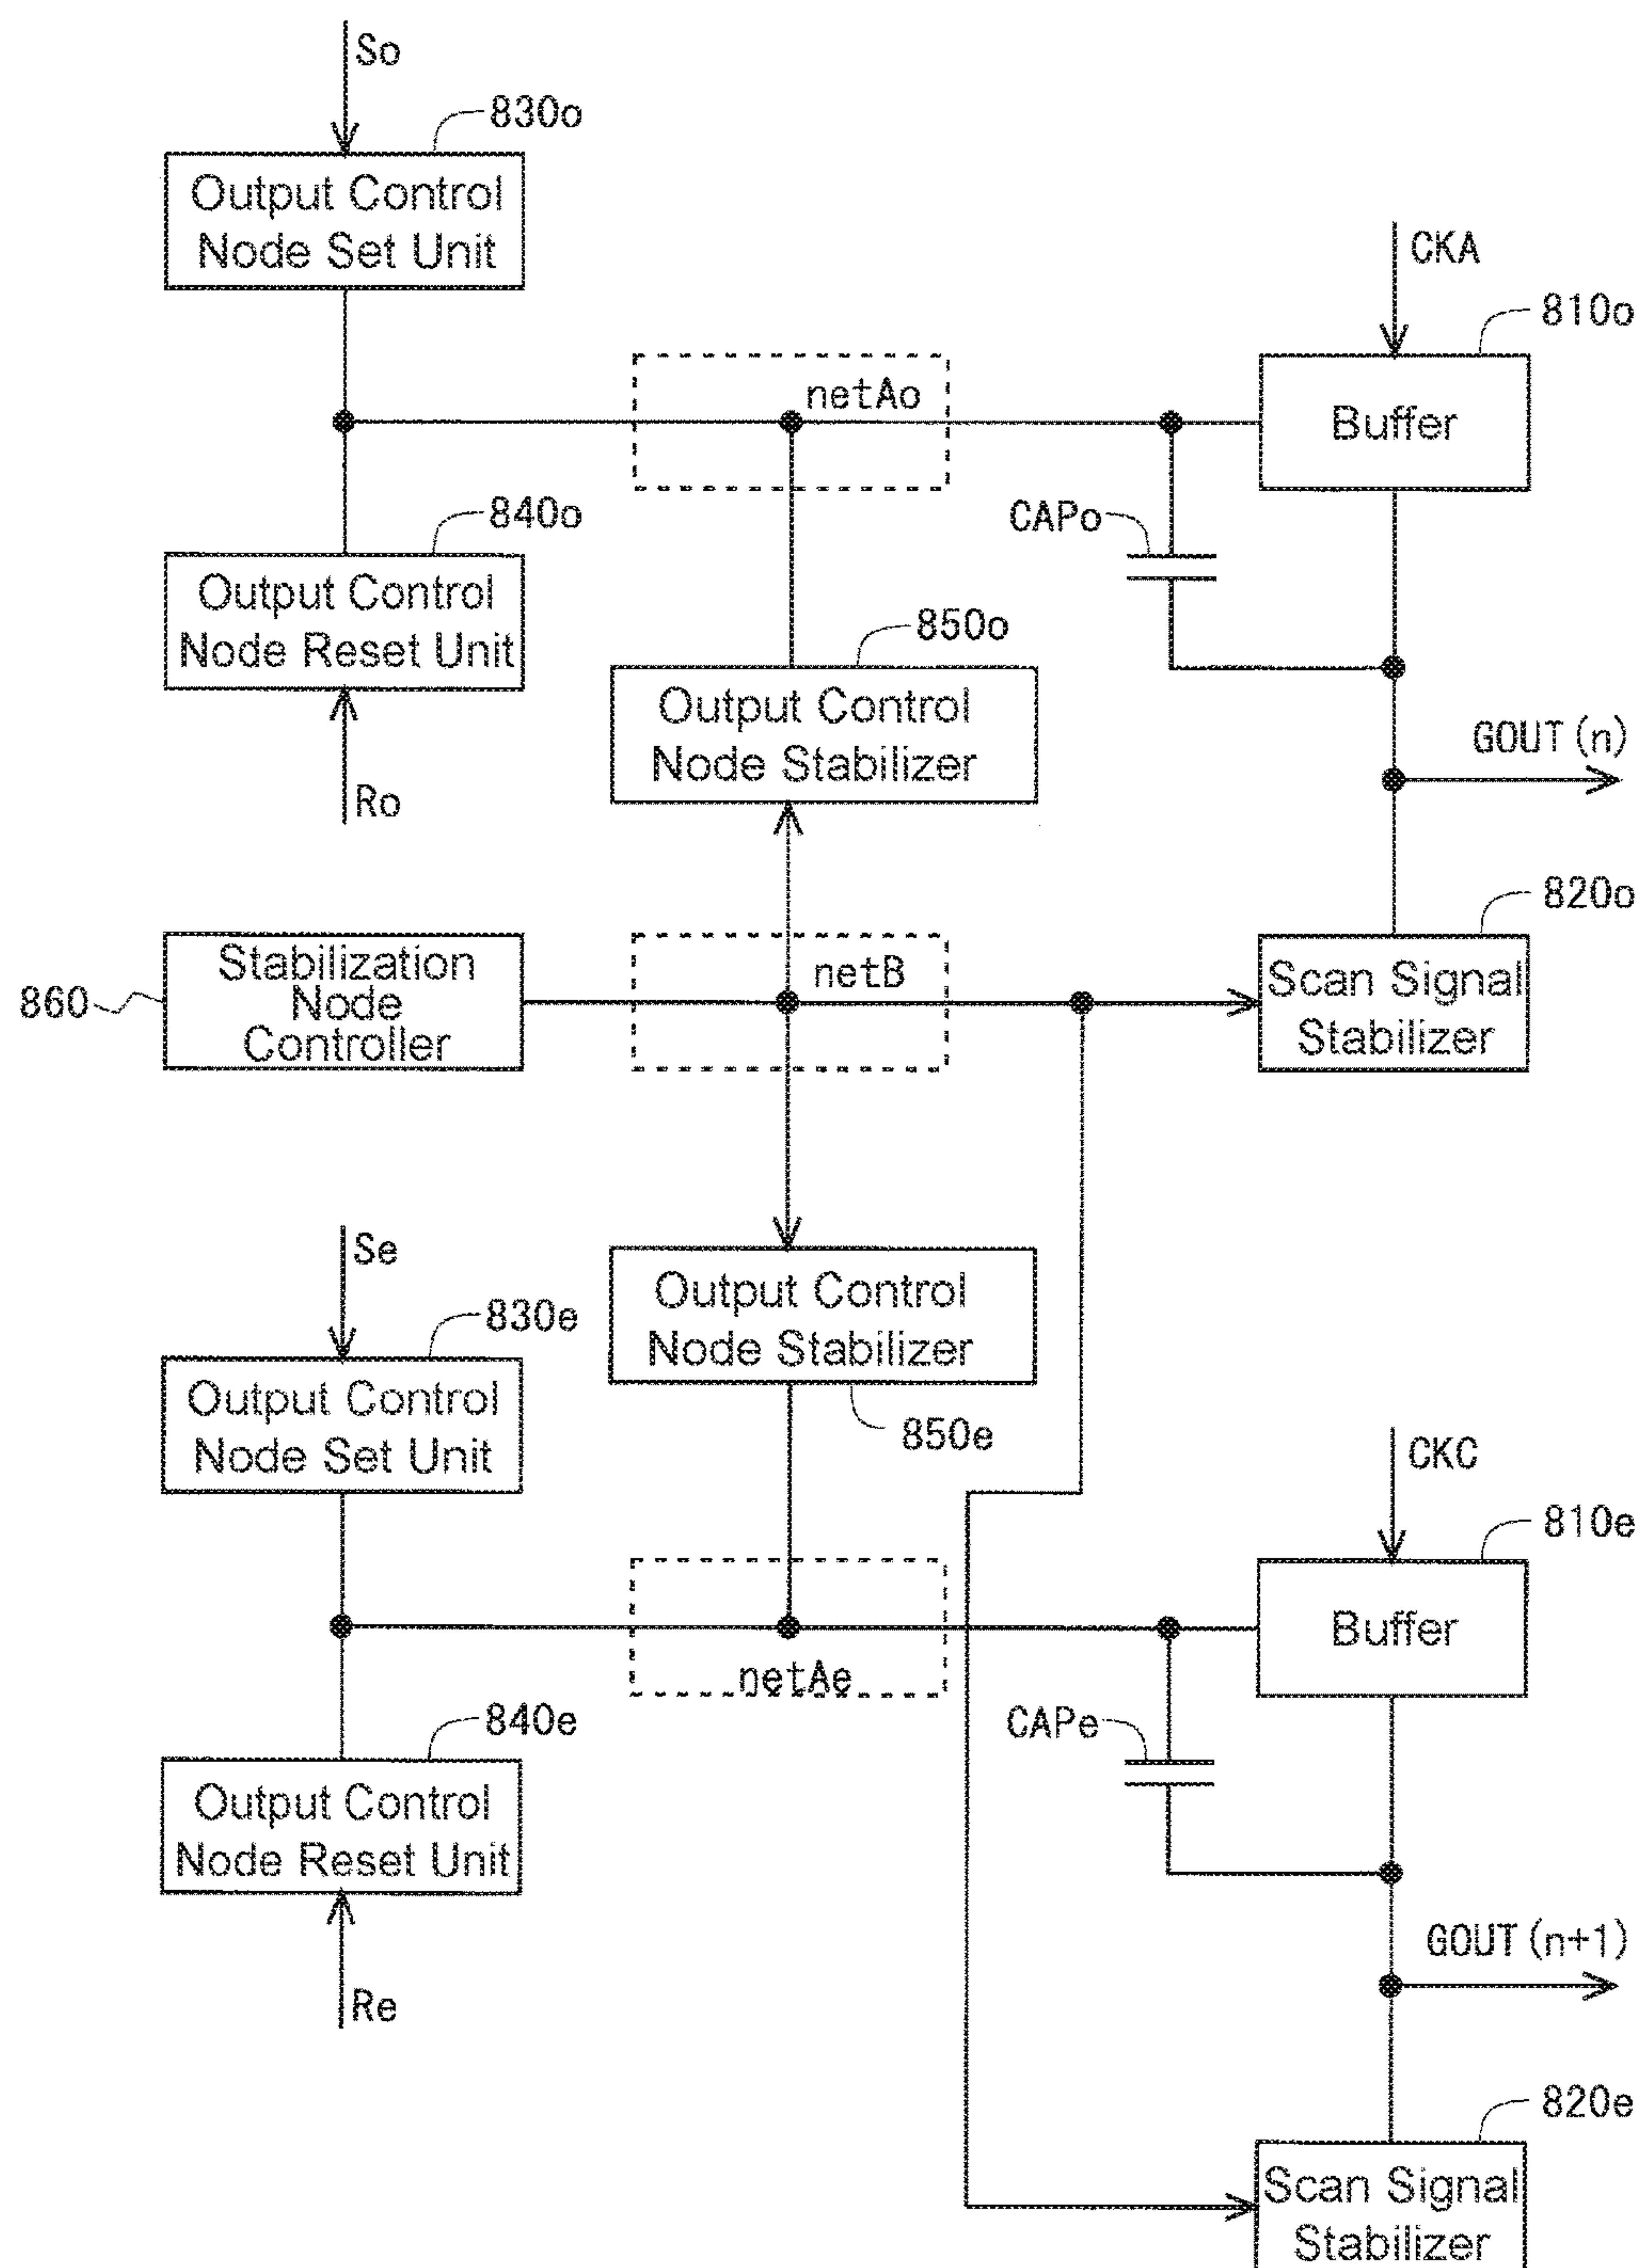 So
830o
Output Control
Node Set Unit
CKA
810o
netAo
Buffer
840o
CAPo
Output Control
Node Reset Unit
850o
Output Control
Node Stabilizer
GOUT(n)
Ro
820o
Stabilization
Node
Controller
netB
Scan Signal
Stabilizer
860
Se
830e
Output Control
Node Stabilizer
Output Control
Node Set Unit
850e
CKC
810e
Buffer
netAe
840e
CAPe
Output Control
Node Reset Unit
GOUT(n+1)
Re
820e
Scan Signal
Stabilizer